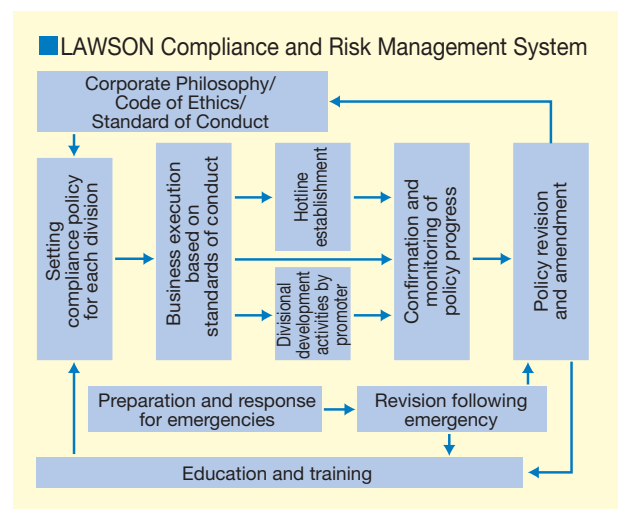 LAWSON Compliance and Risk Management System
Corporate Philosophy/
Code of Ethics/
Standard of Conduct
Setting
compliance policy
for each division
Business execution
based on
standards of conduct
Hotline
establishment
Divisional
development
activities by
promoter
Confirmation and
monitoring of
policy progress
Policy revision
and amendment
Preparation and response
for emergencies
Revision following
emergency
Education and training